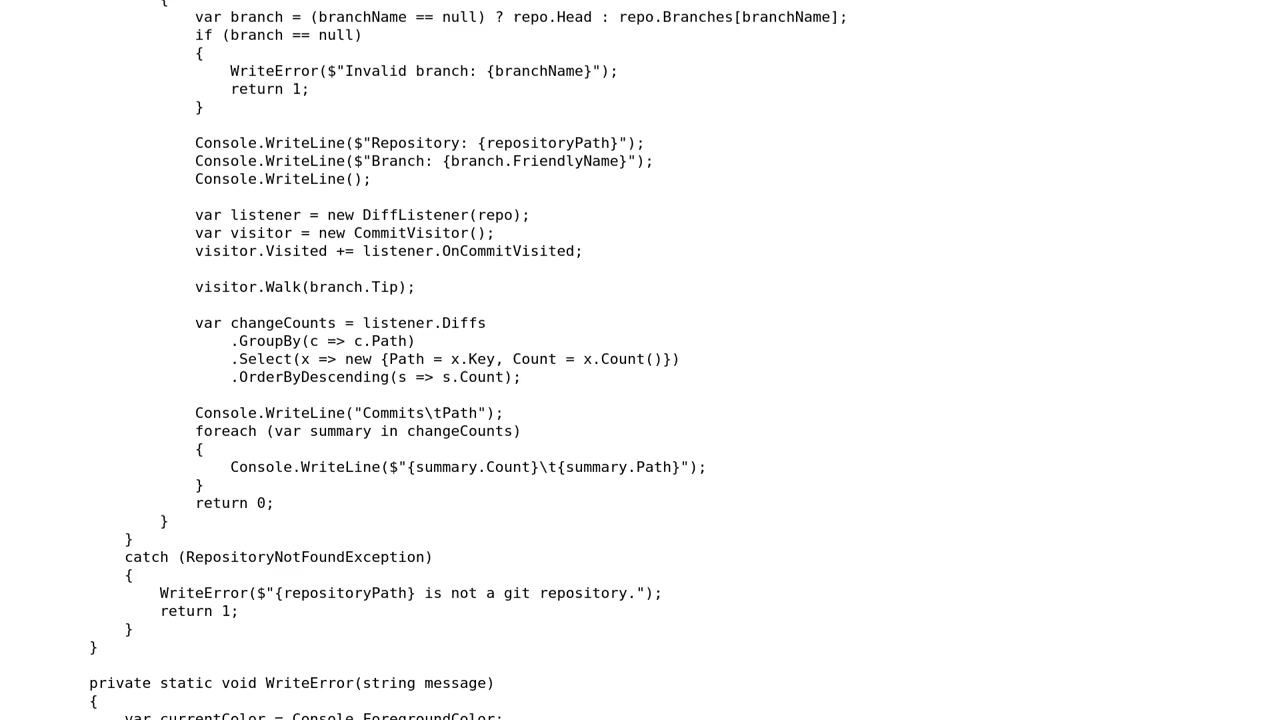 {
var branch = (branchName == null) ? repo.Head : repo.Branches[branchName];
if (branch == null)
{
WriteError($"Invalid branch: {branchName}");
return 1;
}
Console.WriteLine($"Repository: {repositoryPath}");
Console.WriteLine($"Branch: {branch.FriendlyName}");
Console.WriteLine();
var listener = new DiffListener(repo);
var visitor = new CommitVisitor();
visitor.Visited += listener.OnCommitVisited;
visitor.Walk(branch.Tip);
var changeCounts = listener.Diffs
.GroupBy(c => c.Path)
.Select(x => new {Path = x.Key, Count = x.Count()})
.OrderByDescending(s => s.Count);
Console.WriteLine("Commits\tPath");
foreach (var summary in changeCounts)
{
Console.WriteLine($"{summary.Count}\t{summary.Path}");
}
return 0;
}
}
catch (RepositoryNotFoundException)
{
WriteError($"{repositoryPath} is not a git repository.");
return 1;
}
}
private static void WriteError(string message)
{
var currentColor = Console.ForegroundColor;